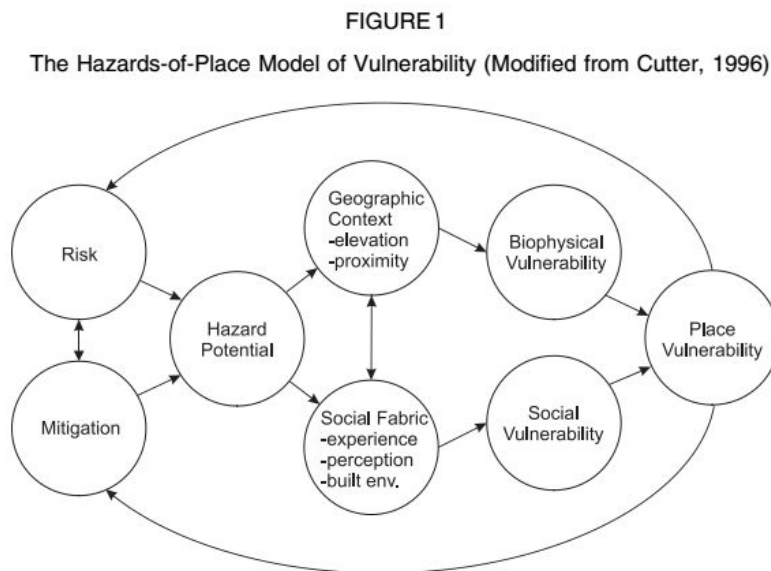 FIGURE 1
The Hazards-of-Place Model of Vulnerability (Modified from Cutter, 1996)
Risk
Mitigation
Hazard
Potential
Geographic
Context
-elevation
-proximity
Social Fabric
-experience
-perception
-built env.
Biophysical
Vulnerability
Social
Vulnerability
Place
Vulnerability